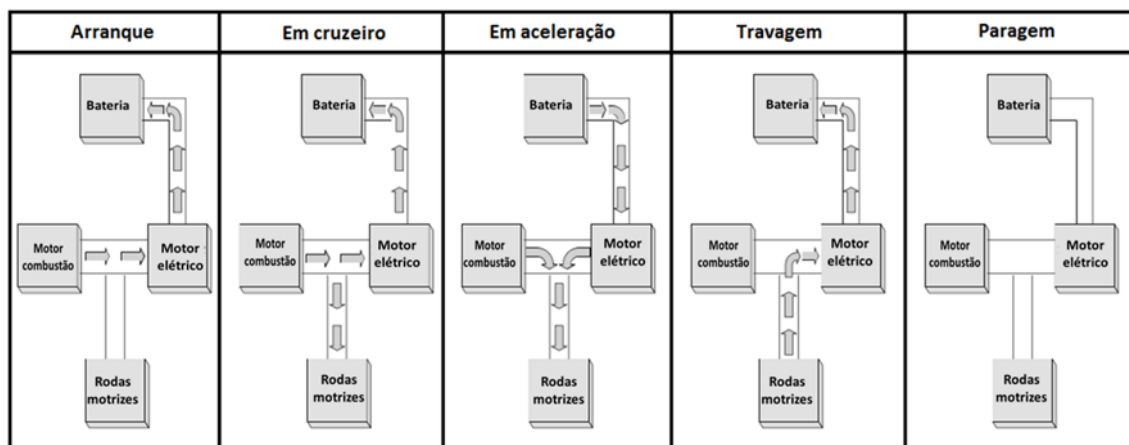 Arranque
Em cruzeiro
Em aceleração
Travagem
Paragem
Bateria
Motor
combustão
Motor
elétrico
Rodas
motrizes
Bateria
Motor
combustão
Motor
elétrico
Rodas
motrizes
Bateria
Motor
combustão
Motor
elétrico
Rodas
motrizes
Bateria
Motor
combustão
Motor
elétrico
Rodas
motrizes
Bateria
Motor
combustão
Motor
elétrico
Rodas
motrizes